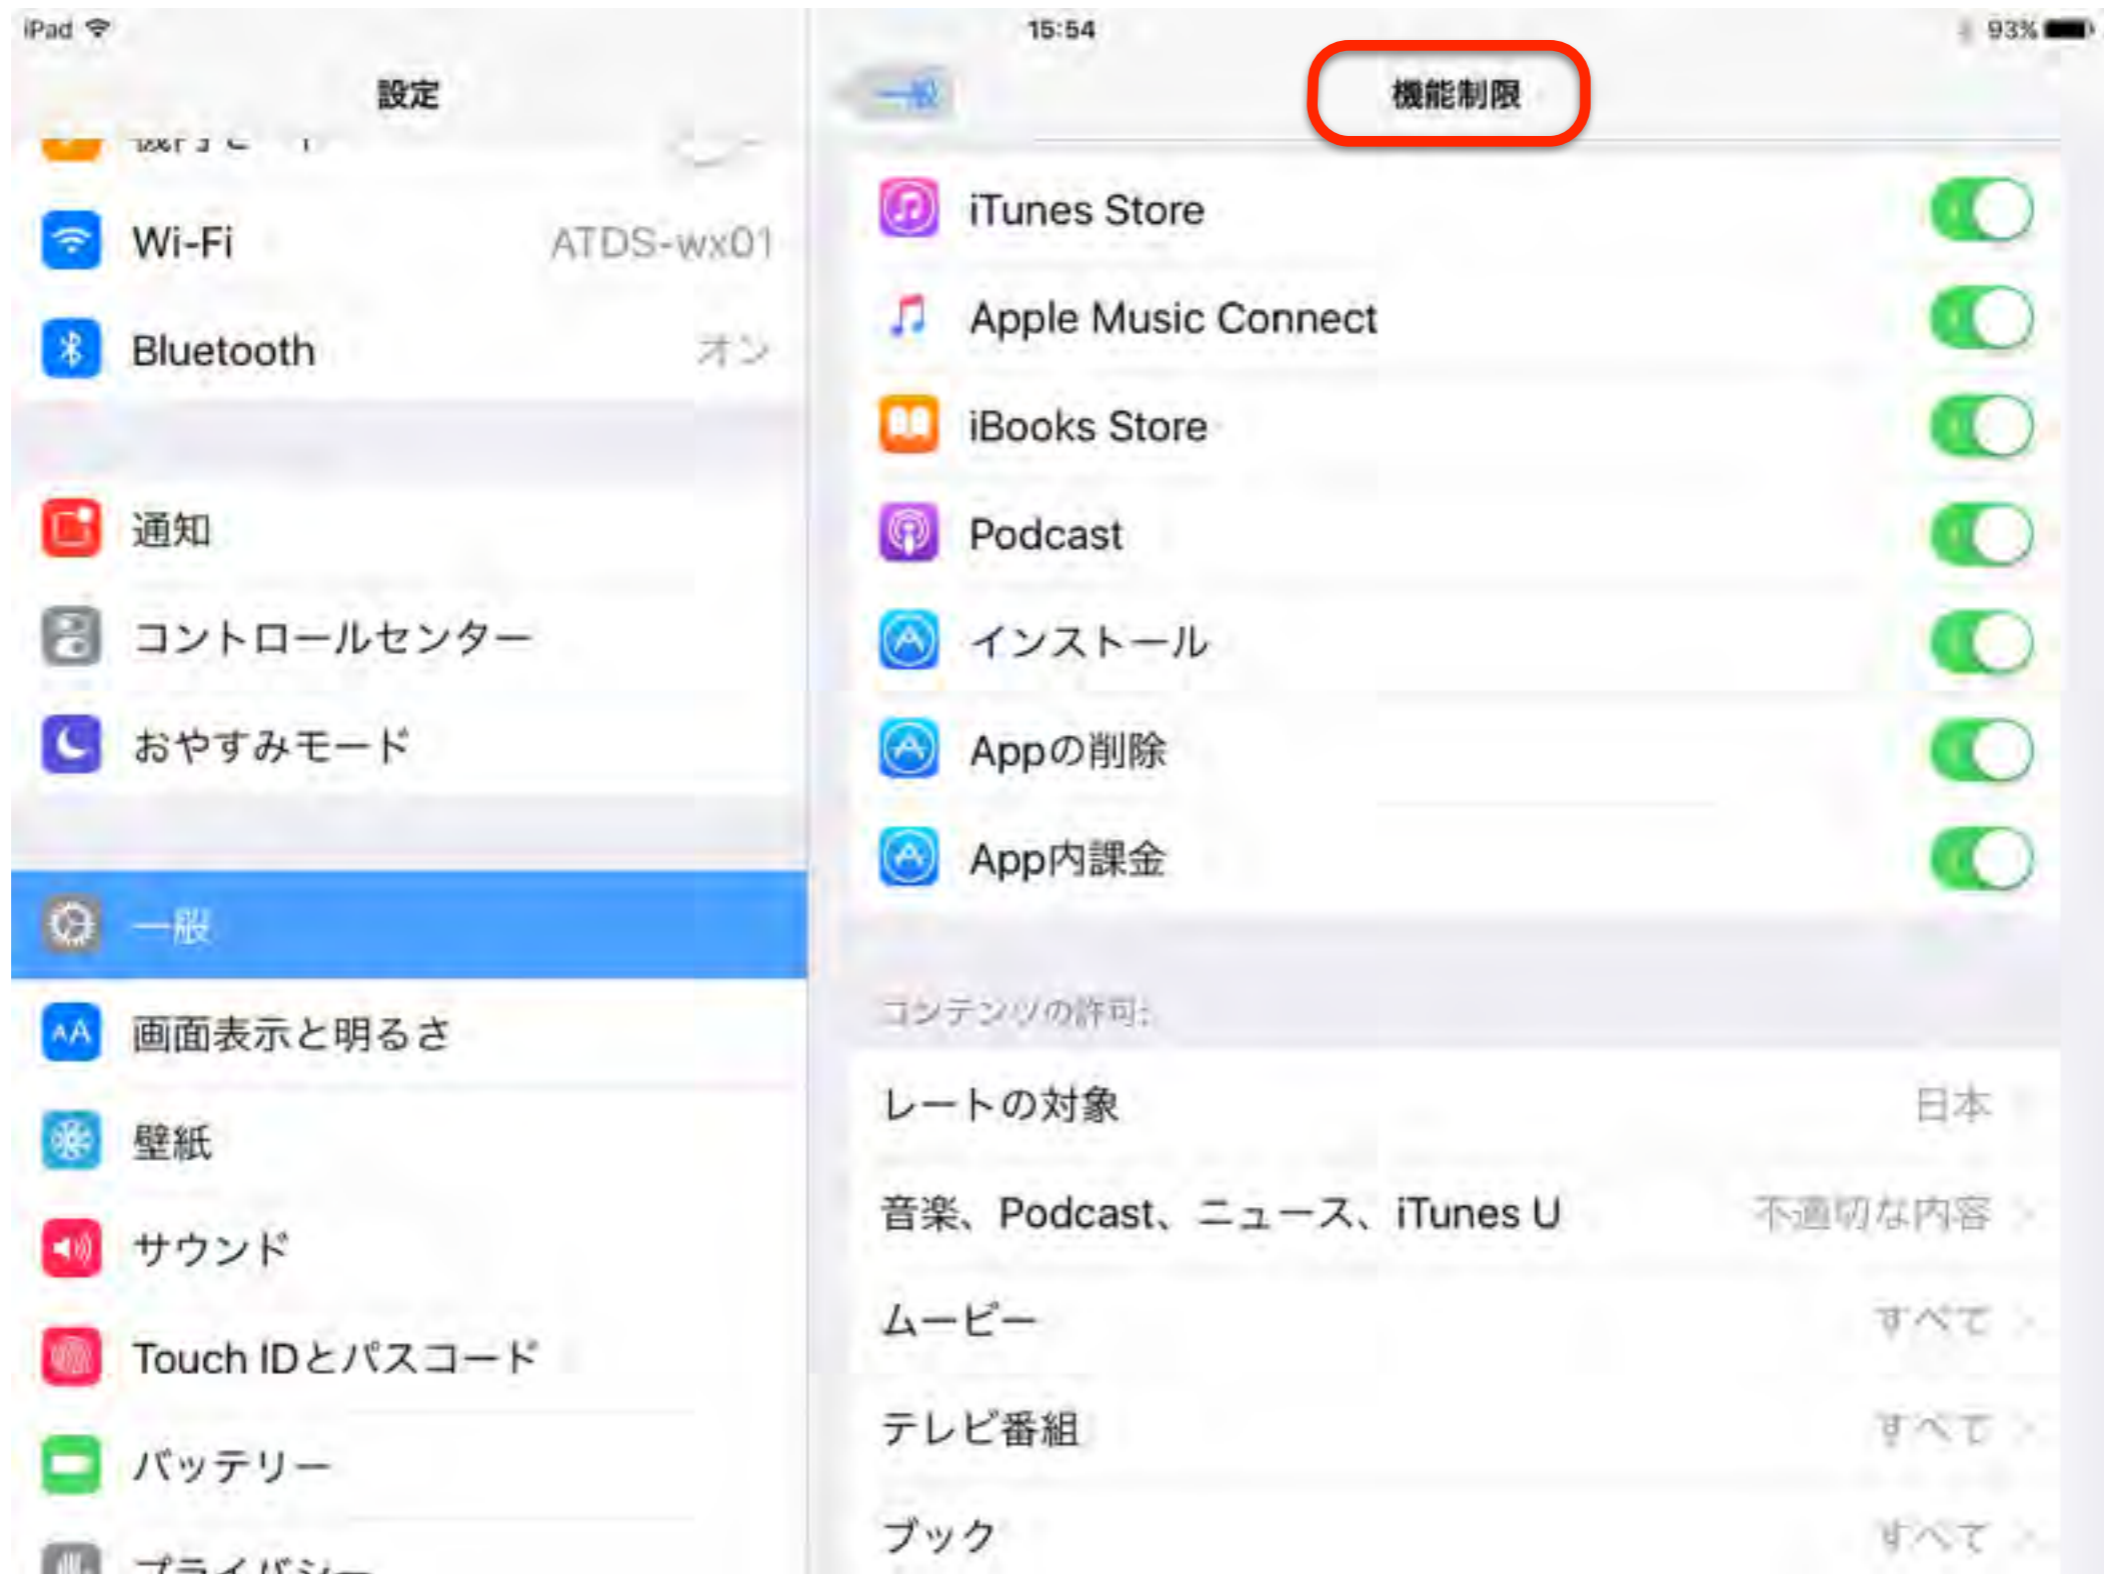 iPad
15:54
93%
設定
一般
機能制限
Wi-Fi
ATDS-wx01
Bluetooth
オン
通知
コントロールセンター
おやすみモード
一般
画面表示と明るさ
壁紙
サウンド
Touch IDとパスコード
バッテリー
プライバシー
iTunes Store
Apple Music Connect
iBooks Store
Podcast
インストール
Appの削除
App内課金
コンテンツの許可:
レートの対象
日本
音楽、Podcast、ニュース、iTunes U
不適切な内容
ムービー
すべて
テレビ番組
すべて
ブック
すべて